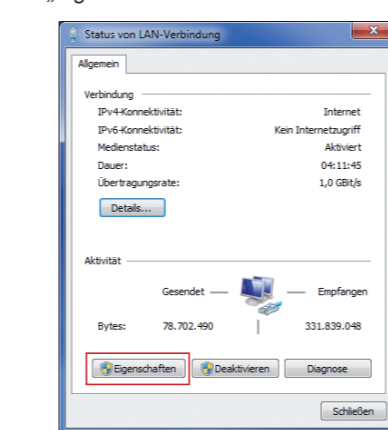 Status von LAN-Verbindung
Allgemein
Verbindung
IPv4-Konnektivität: Internet
IPv6-Konnektivität: Kein Internetzugriff
Medienstatus: Aktiviert
Dauer: 04:11:45
Übertragungsrate: 1,0 GBit/s
Details...
Aktivität
Gesendet — — Empfangen
Bytes: 78.702.490 | 331.839.048
Eigenschaften Deaktivieren Diagnose
Schließen